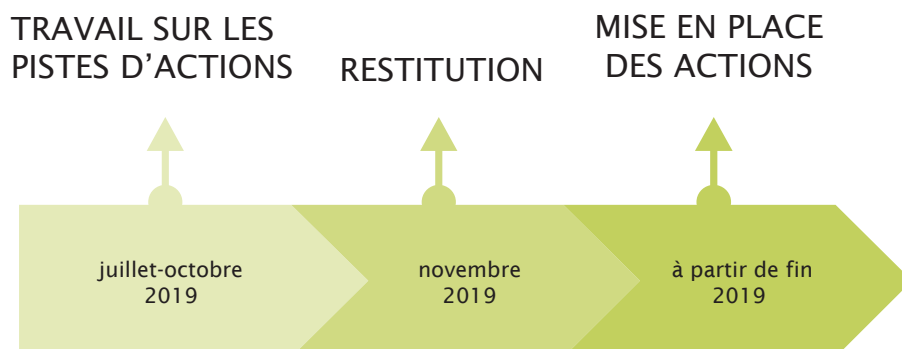 TRAVAIL SUR LES
PISTES D'ACTIONS
RESTITUTION
MISE EN PLACE
DES ACTIONS
juillet-octobre
2019
novembre
2019
à partir de fin
2019